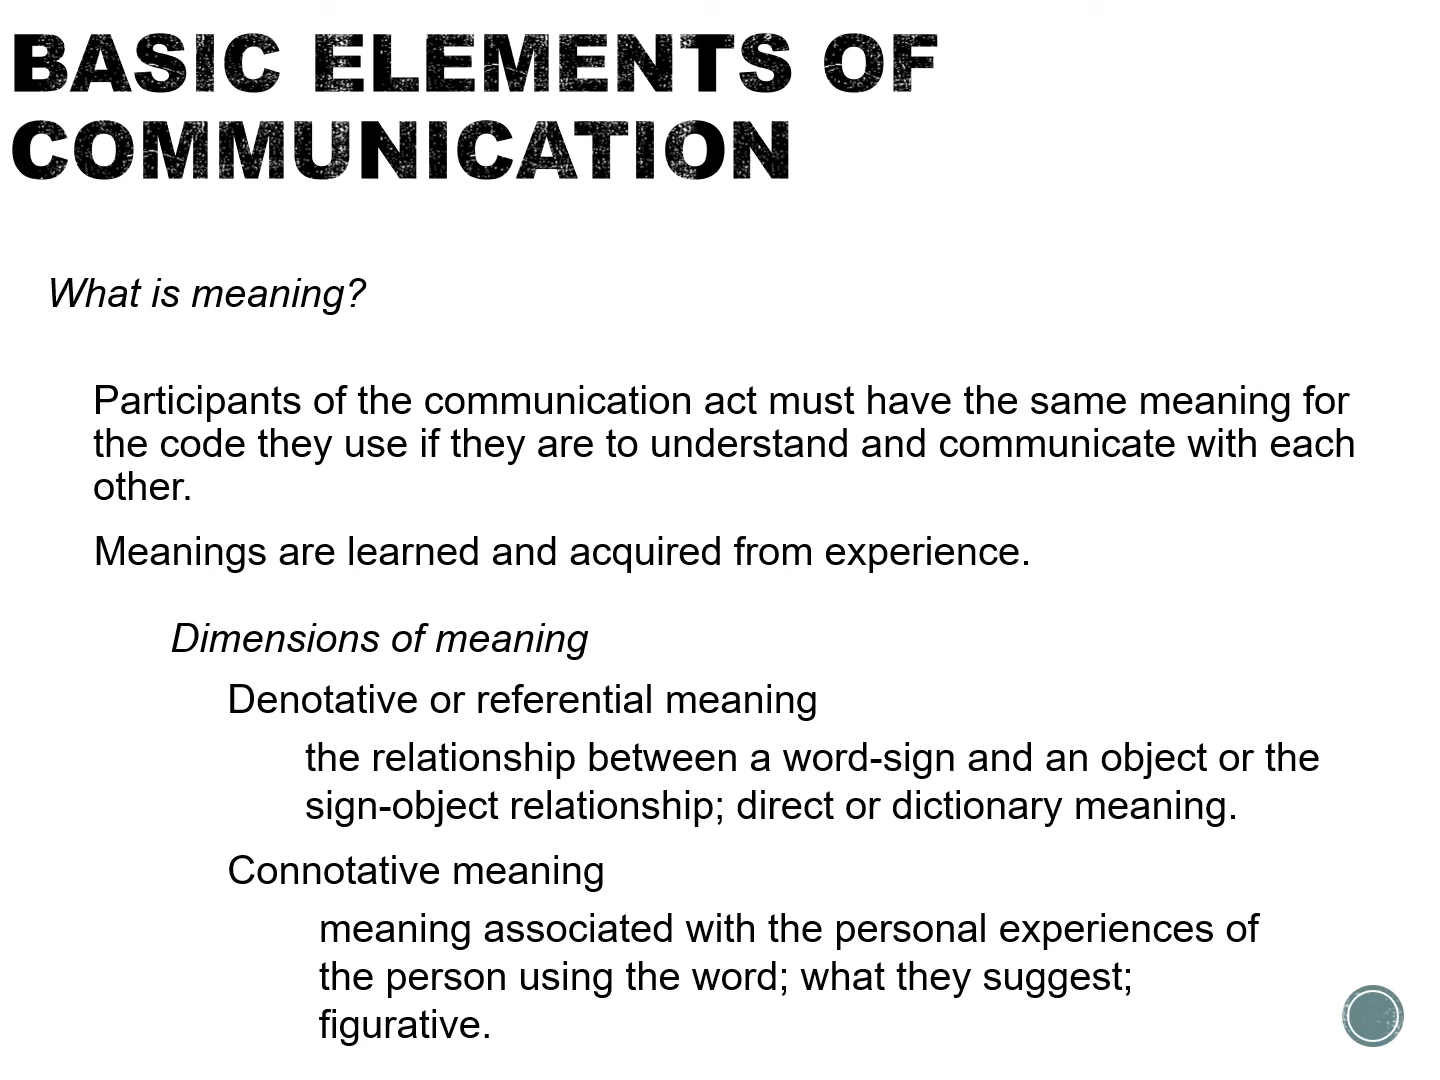 BASIC ELEMENTS OF
COMMUNICATION
What is meaning?
Participants of the communication act must have the same meaning for
the code they use if they are to understand and communicate with each
other.
Meanings are learned and acquired from experience.
Dimensions of meaning
Denotative or referential meaning
the relationship between a word-sign and an object or the
sign-object relationship; direct or dictionary meaning.
Connotative meaning
meaning associated with the personal experiences of
the person using the word; what they suggest;
figurative.